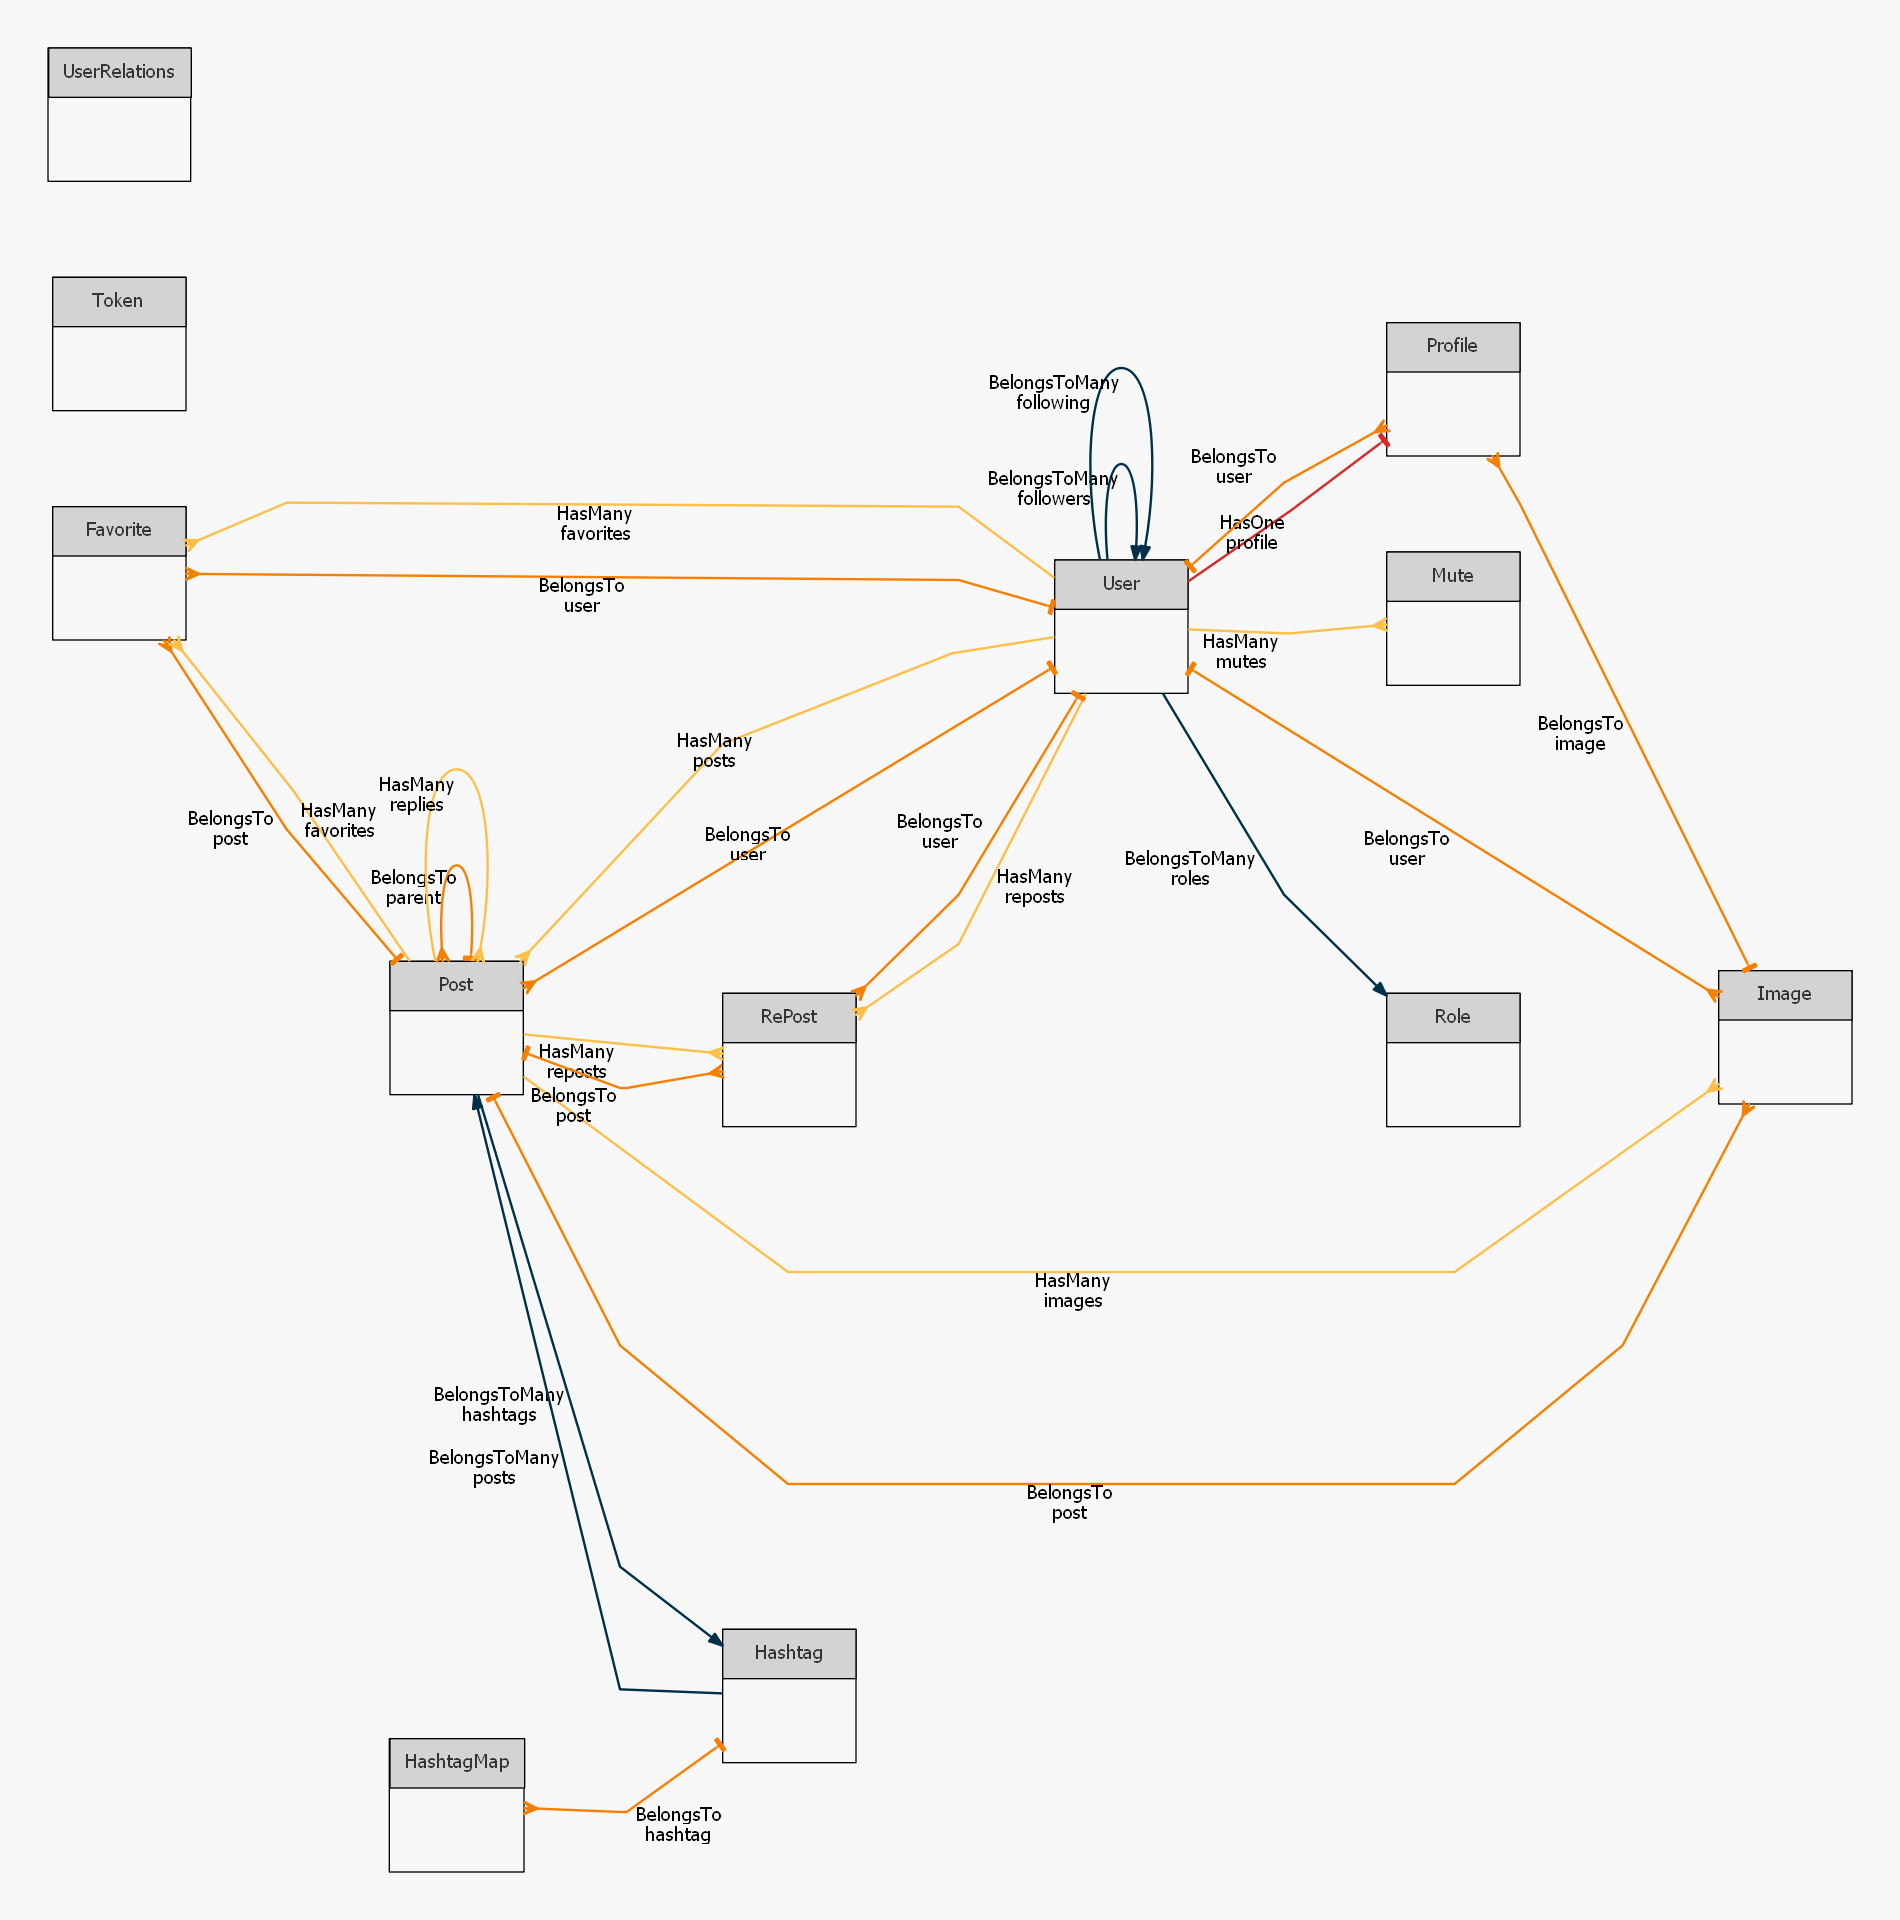 UserRelations
Token
Profile
BelongsToMany
following
BelongsTo
user
BelongsToMany
followers
HasMany
favorites
HasOne
profile
Favorite
User
Mute
BelongsTo
user
HasMany
mutes
HasMany
posts
BelongsTo
image
HasMany
replies
BelongsTo
post
HasMany
favorites
BelongsTo
user
BelongsTo
user
BelongsTo
user
BelongsToMany
roles
BelongsTo
parent
HasMany
reposts
Post
RePost
Role
Image
HasMany
reposts
BelongsTo
post
HasMany
images
BelongsToMany
hashtags
BelongsToMany
posts
BelongsTo
post
Hashtag
HashtagMap
BelongsTo
hashtag